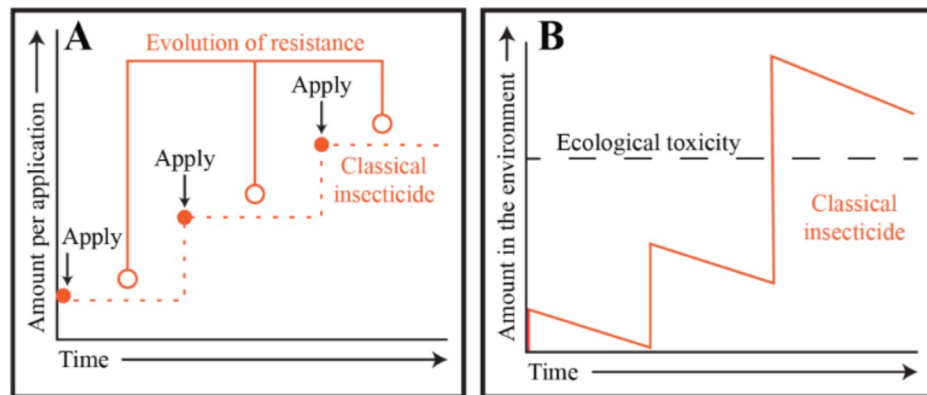 A
Evolution of resistance
Apply
Apply
Apply
Classical
insecticide
Amount per application
Time
B
Ecological toxicity
Classical
insecticide
Amount in the environment
Time